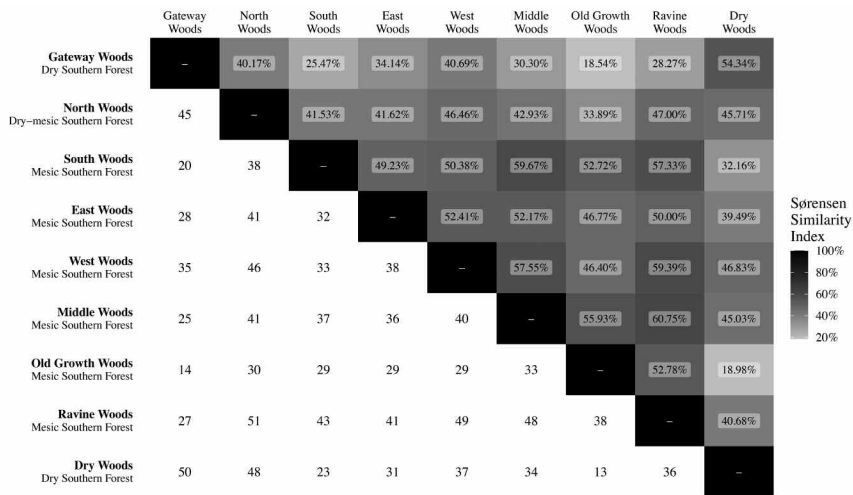 Gateway Woods North Woods South Woods East Woods West Woods Middle Woods Old Growth Woods Ravine Woods Dry Woods
Gateway Woods
Dry Southern Forest
– 40.17% 25.47% 34.14% 40.69% 30.30% 18.54% 28.27% 54.34%
North Woods
Dry−mesic Southern Forest
45 – 41.53% 41.62% 46.46% 42.93% 33.89% 47.00% 45.71%
South Woods
Mesic Southern Forest
20 38 – 49.23% 50.38% 59.67% 52.72% 57.33% 32.16%
East Woods
Mesic Southern Forest
28 41 32 – 52.41% 52.17% 46.77% 50.00% 39.49%
West Woods
Mesic Southern Forest
35 46 33 38 – 57.55% 46.40% 59.39% 46.83%
Middle Woods
Mesic Southern Forest
25 41 37 36 40 – 55.93% 60.75% 45.03%
Old Growth Woods
Mesic Southern Forest
14 30 29 29 29 33 – 52.78% 18.98%
Ravine Woods
Mesic Southern Forest
27 51 43 41 49 48 38 – 40.68%
Dry Woods
Dry Southern Forest
50 48 23 31 37 34 13 36 –
Sørensen
Similarity
Index
100%
80%
60%
40%
20%